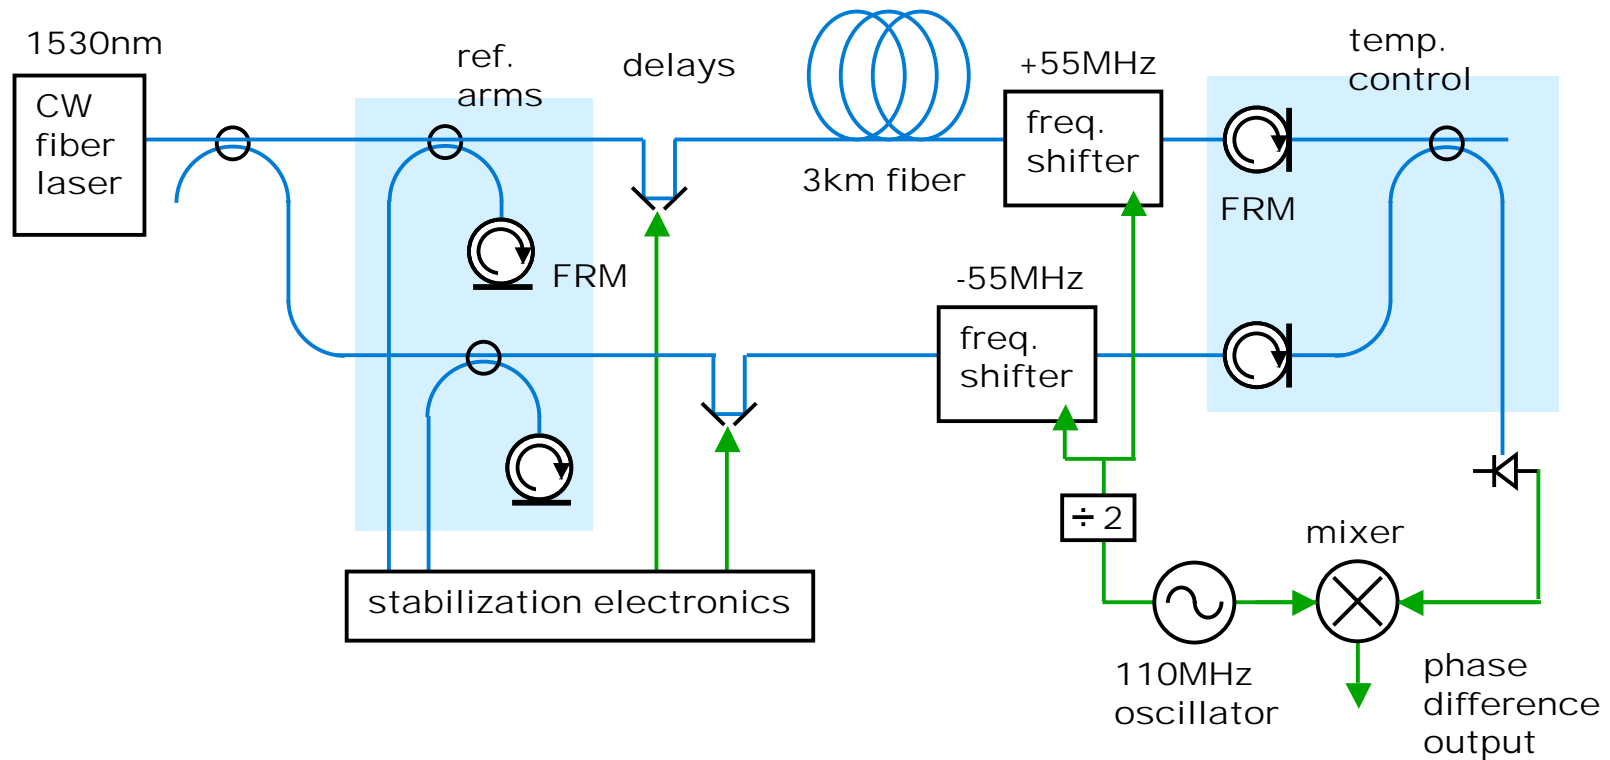 1530nm
CW
fiber
laser
ref.
arms
delays
3km fiber
+55MHz
freq.
shifter
temp.
control
FRM
FRM
-55MHz
freq.
shifter
÷ 2
mixer
stabilization electronics
110MHz
oscillator
phase
difference
output